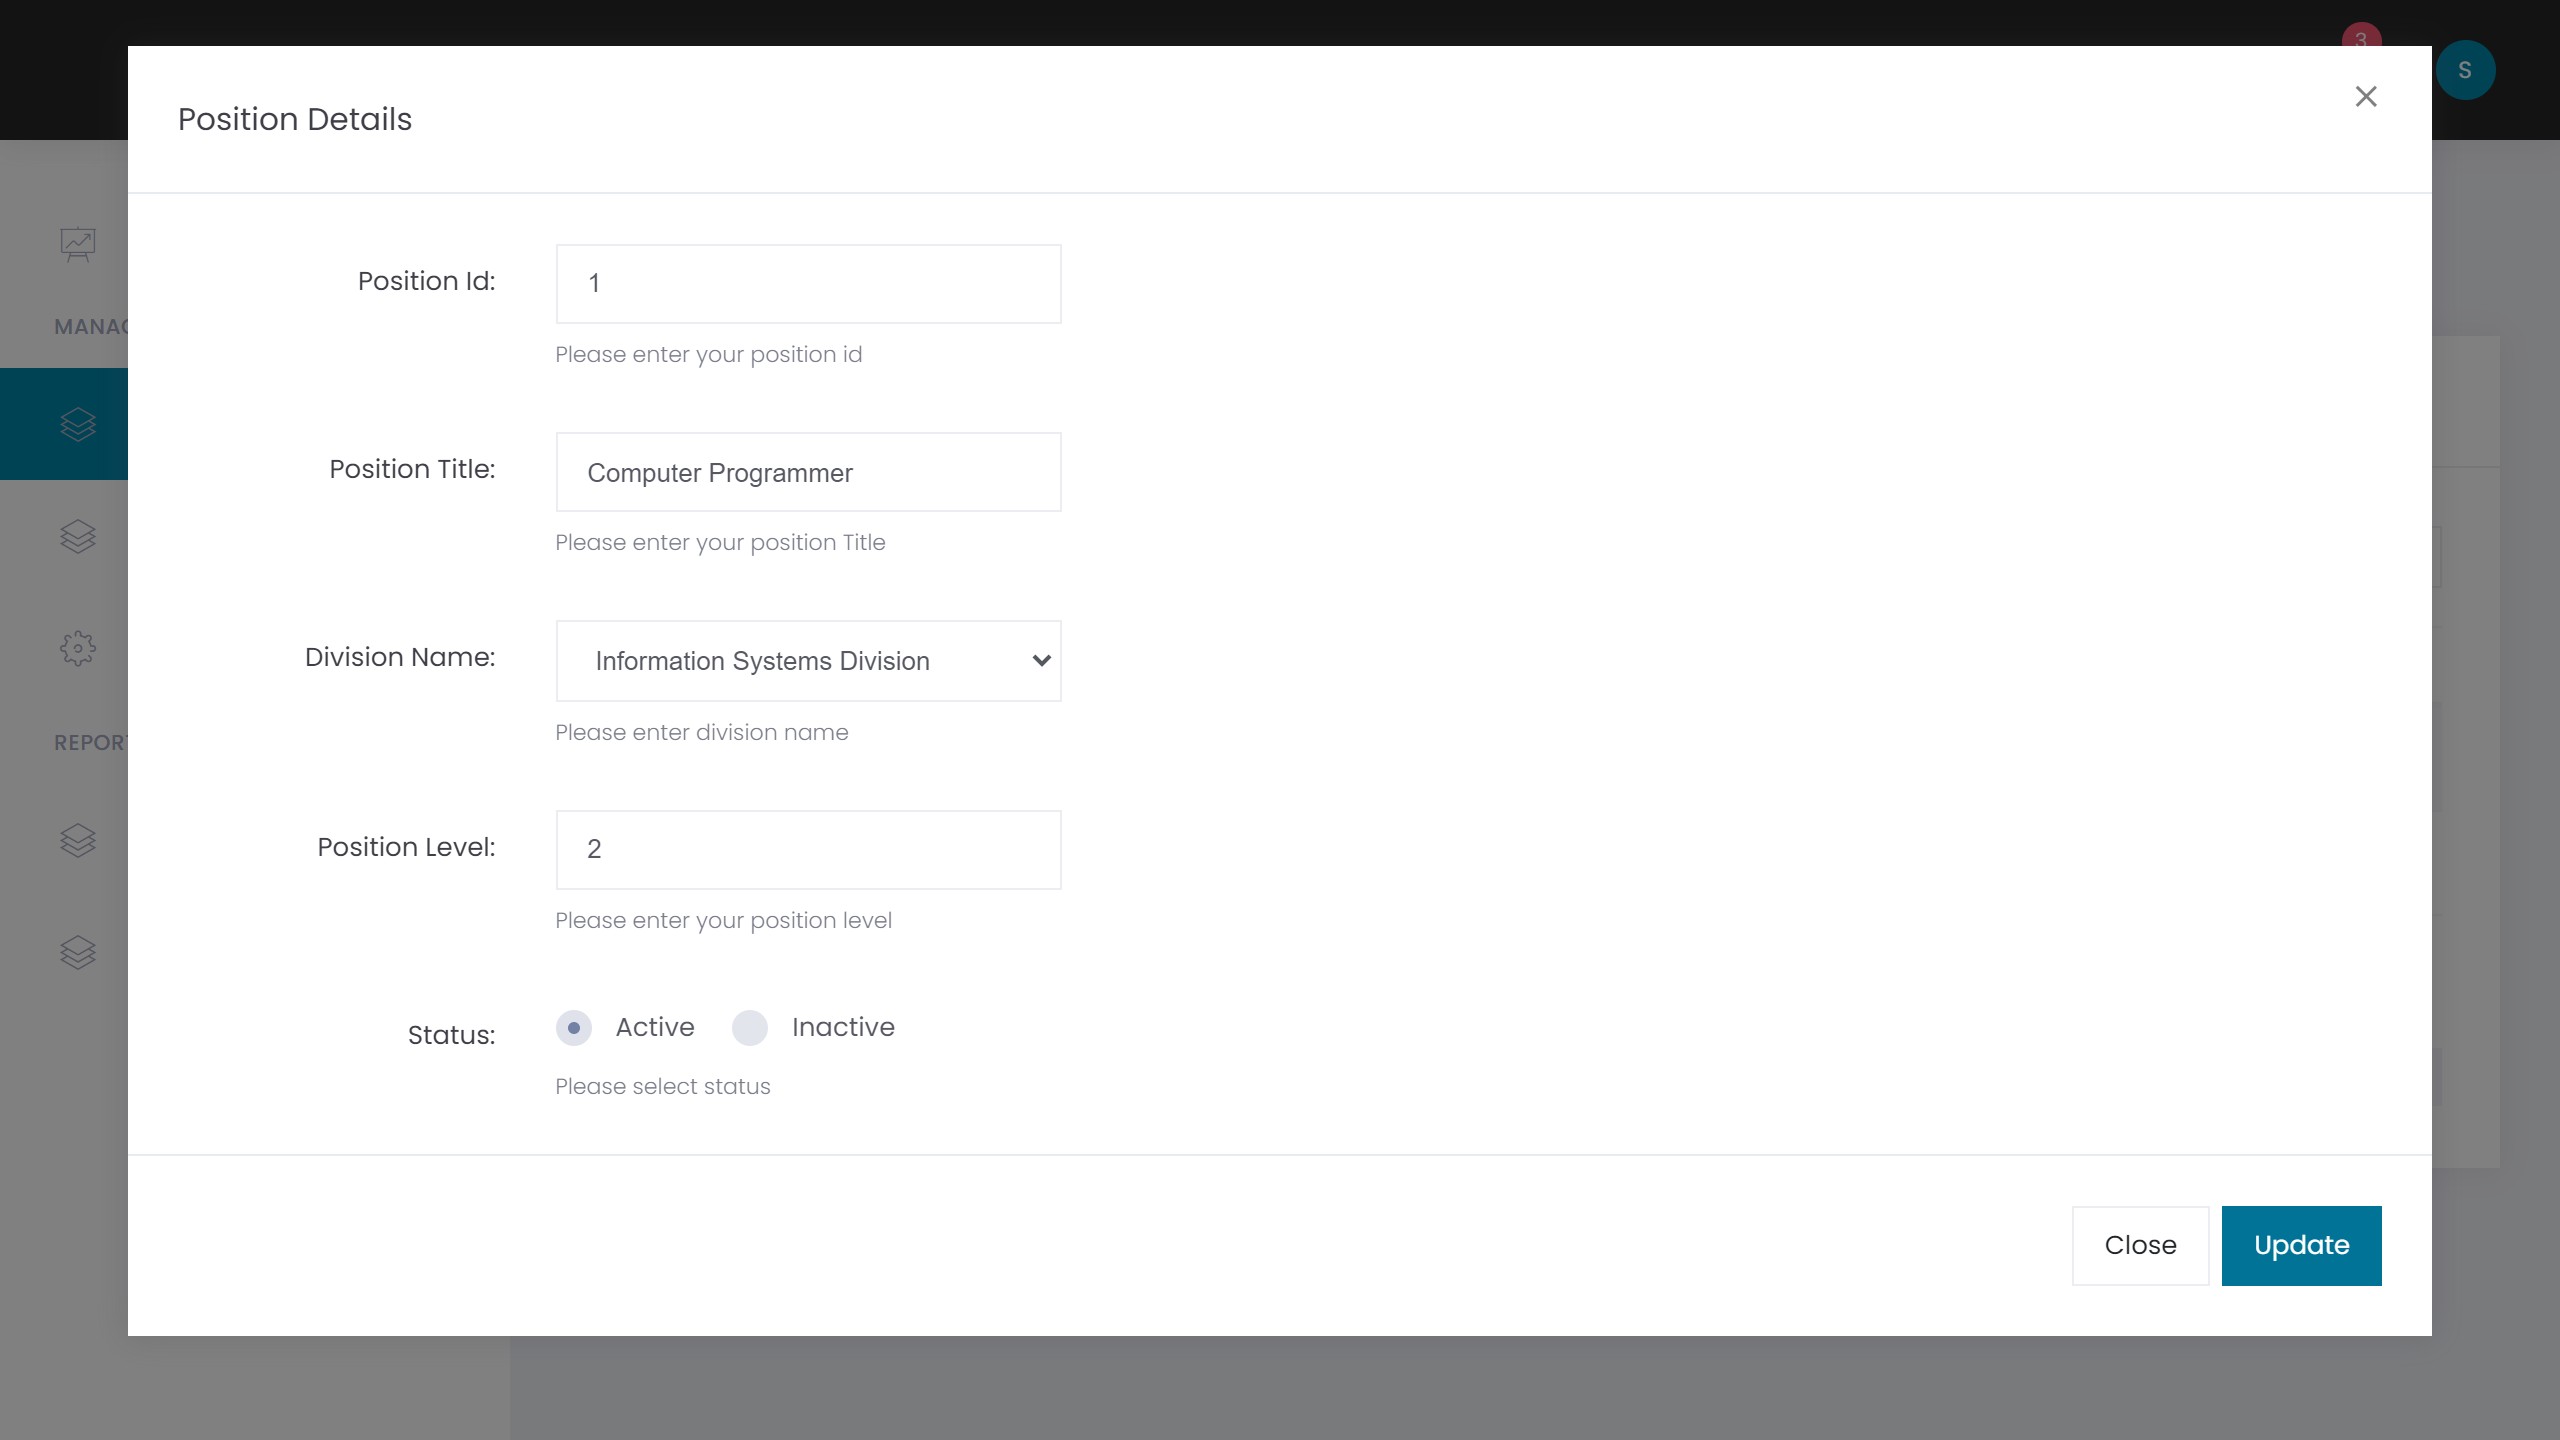 3
S
Position Details
Position Id:
1
Please enter your position id
MANAG
Position Title:
Computer Programmer
Please enter your position Title
Division Name:
Information Systems Division
Please enter division name
REPORT
Position Level:
2
Please enter your position level
Status:
Active
Inactive
Please select status
Close
Update